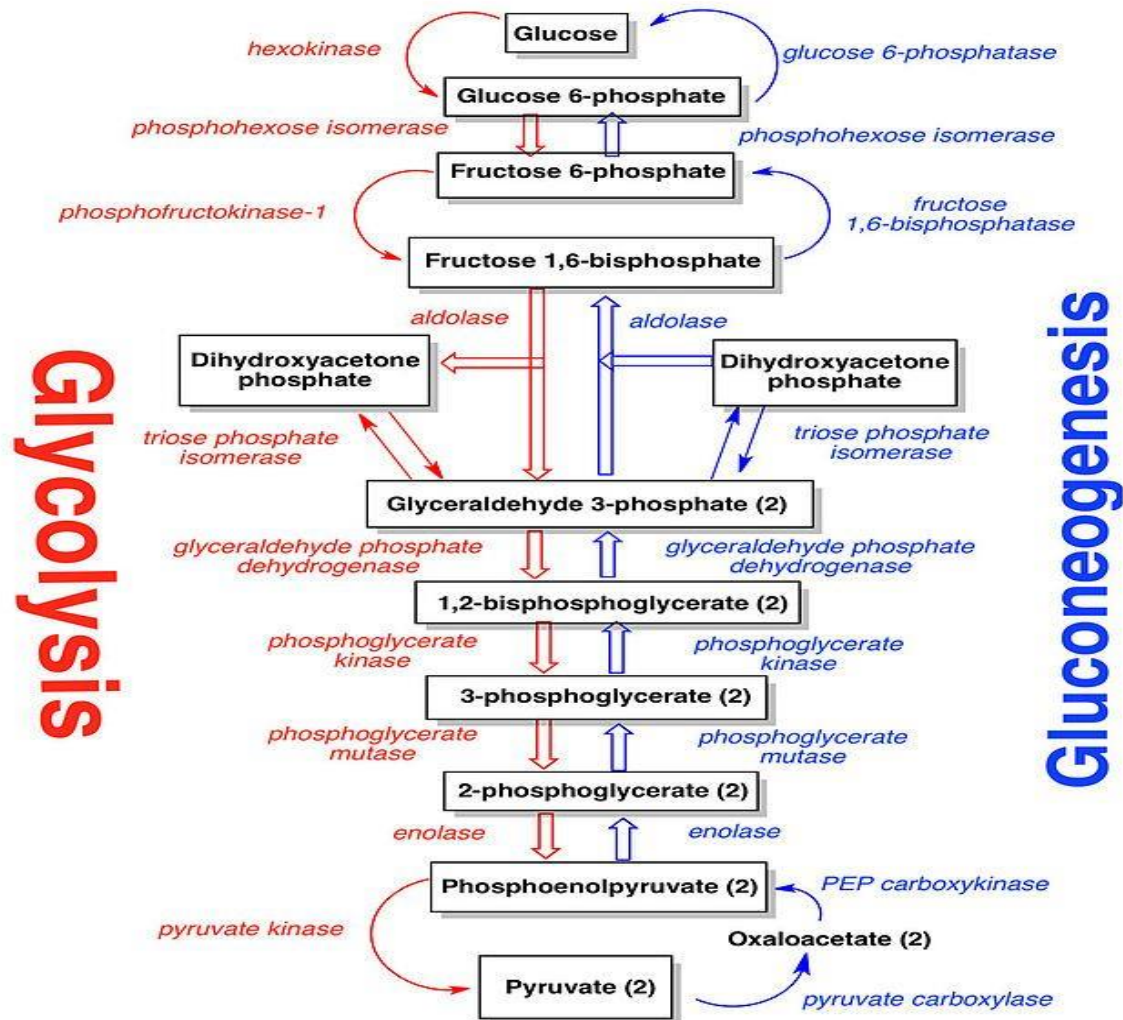 Glucose
hexokinase
glucose 6-phosphatase
Glucose 6-phosphate
phosphohexose isomerase
phosphohexose isomerase
Fructose 6-phosphate
phosphofructokinase-1
fructose
1,6-bisphosphatase
Fructose 1,6-bisphosphate
aldolase
aldolase
Dihydroxyacetone
phosphate
Dihydroxyacetone
phosphate
triose phosphate
isomerase
triose phosphate
isomerase
Glyceraldehyde 3-phosphate (2)
glyceraldehyde phosphate
dehydrogenase
glyceraldehyde phosphate
dehydrogenase
1,2-bisphosphoglycerate (2)
phosphoglycerate
kinase
phosphoglycerate
kinase
3-phosphoglycerate (2)
phosphoglycerate
mutase
phosphoglycerate
mutase
2-phosphoglycerate (2)
enolase
enolase
Phosphoenolpyruvate (2)
PEP carboxykinase
pyruvate kinase
Oxaloacetate (2)
Pyruvate (2)
pyruvate carboxylase
Glycolysis
Gluconeogenesis